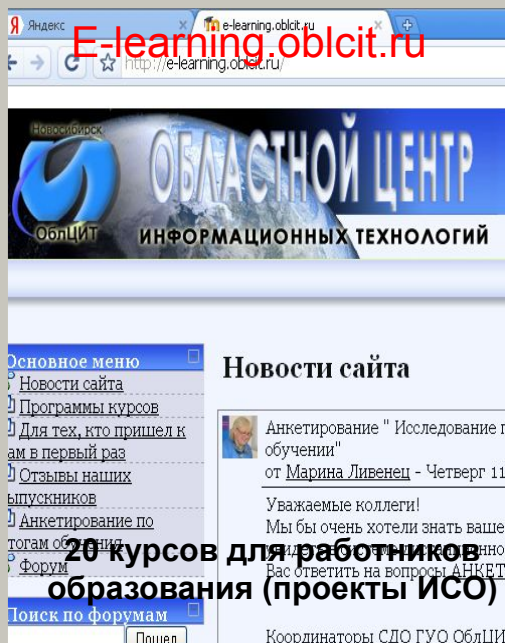 Яндекс
e-learning.oblcit.ru
E-learning.oblcit.ru
http://e-learning.oblcit.ru/
Новосибирск
ОблЦИТ
ОБЛАСТНОЙ ЦЕНТР
ИНФОРМАЦИОННЫХ ТЕХНОЛОГИЙ
Основное меню
Новости сайта
Программы курсов
Для тех, кто пришел к
ам в первый раз
Отзывы наших
ыпускников
Анкетирование по
тогам обучения
Форум
Поиск по форумам
Пошел
Новости сайта
Анкетирование " Исследование п
обучении"
от Марина Ливенец - Четверг 11
Уважаемые коллеги!
Мы бы очень хотели знать ваше
Вас ответить на вопросы АНКЕТ
20 курсов для работников
образования (проекты ИСО)
Координаторы СДО ГУО ОблЦИ